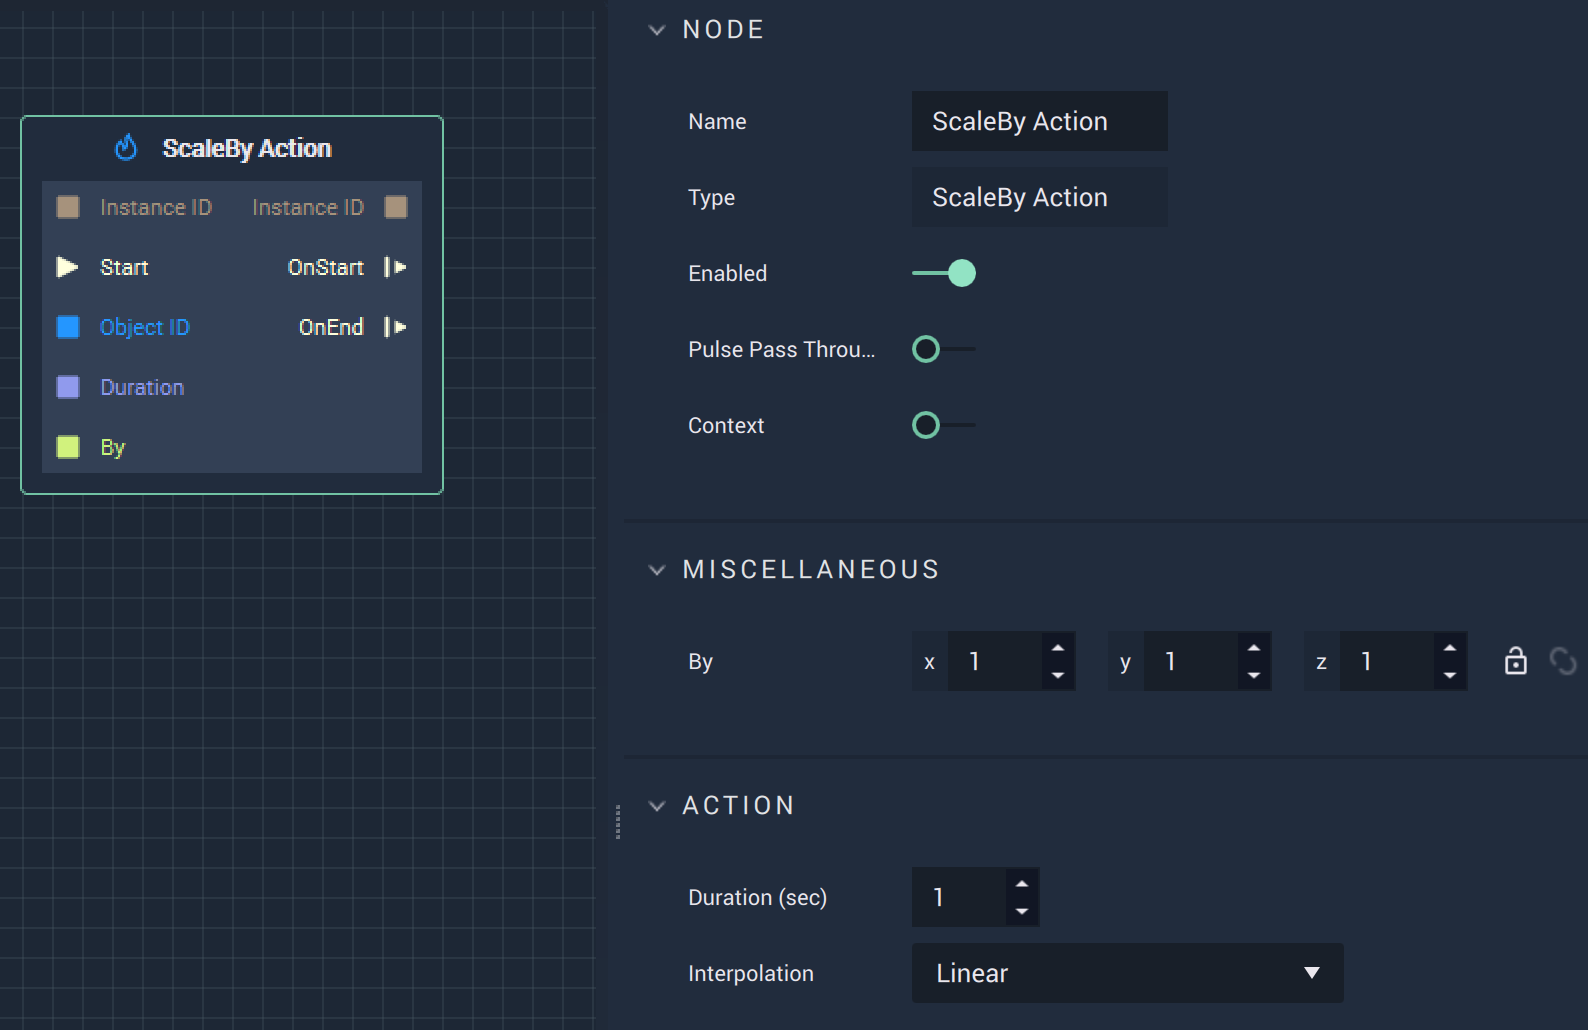 ScaleBy Action
Instance ID Instance ID
Start OnStart
Object ID OnEnd
Duration
By
NODE
Name ScaleBy Action
Type ScaleBy Action
Enabled
Pulse Pass Throu...
Context
MISCELLANEOUS
By x 1 y 1 z 1
ACTION
Duration (sec) 1
Interpolation Linear